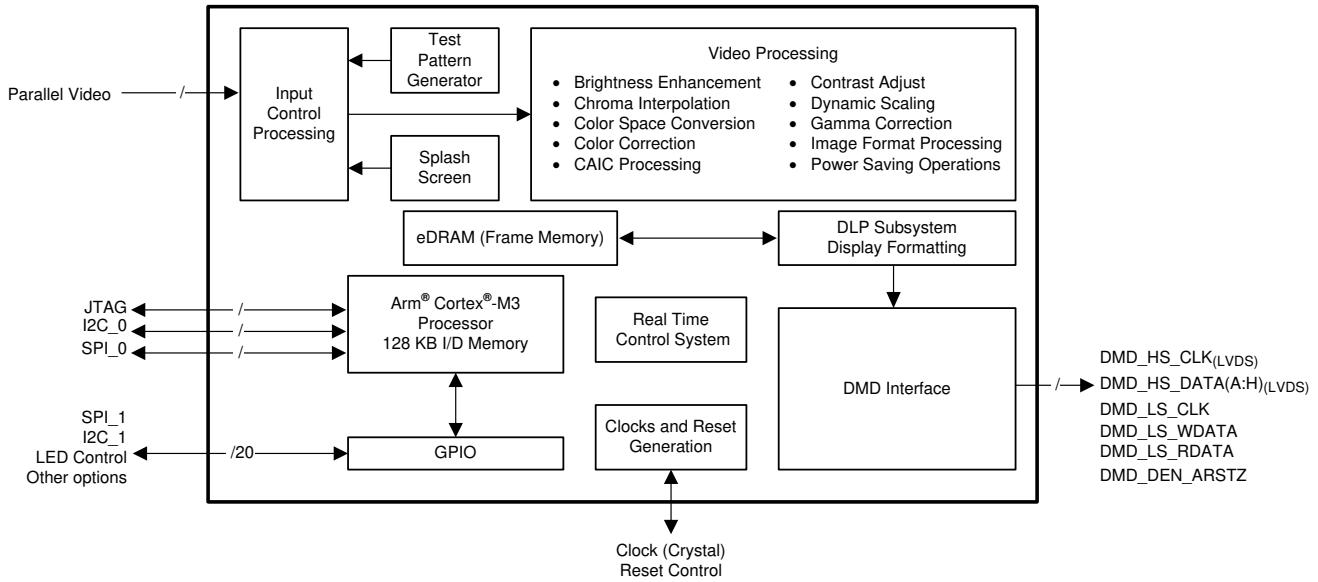 Parallel Video
/
Input
Control
Processing
Test
Pattern
Generator
Splash
Screen
Video Processing
• Brightness Enhancement
• Chroma Interpolation
• Color Space Conversion
• Color Correction
• CAIC Processing
• Contrast Adjust
• Dynamic Scaling
• Gamma Correction
• Image Format Processing
• Power Saving Operations
eDRAM (Frame Memory)
DLP Subsystem
Display Formatting
JTAG
/
I2C_0
/
SPI_0
/
Arm® Cortex®-M3
Processor
128 KB I/D Memory
Real Time
Control System
DMD Interface
/
DMD_HS_CLK(LVDS)
DMD_HS_DATA(A:H)(LVDS)
DMD_LS_CLK
DMD_LS_WDATA
DMD_LS_RDATA
DMD_DEN_ARSTZ
SPI_1
I2C_1
LED Control
Other options
/20
GPIO
Clocks and Reset
Generation
Clock (Crystal)
Reset Control